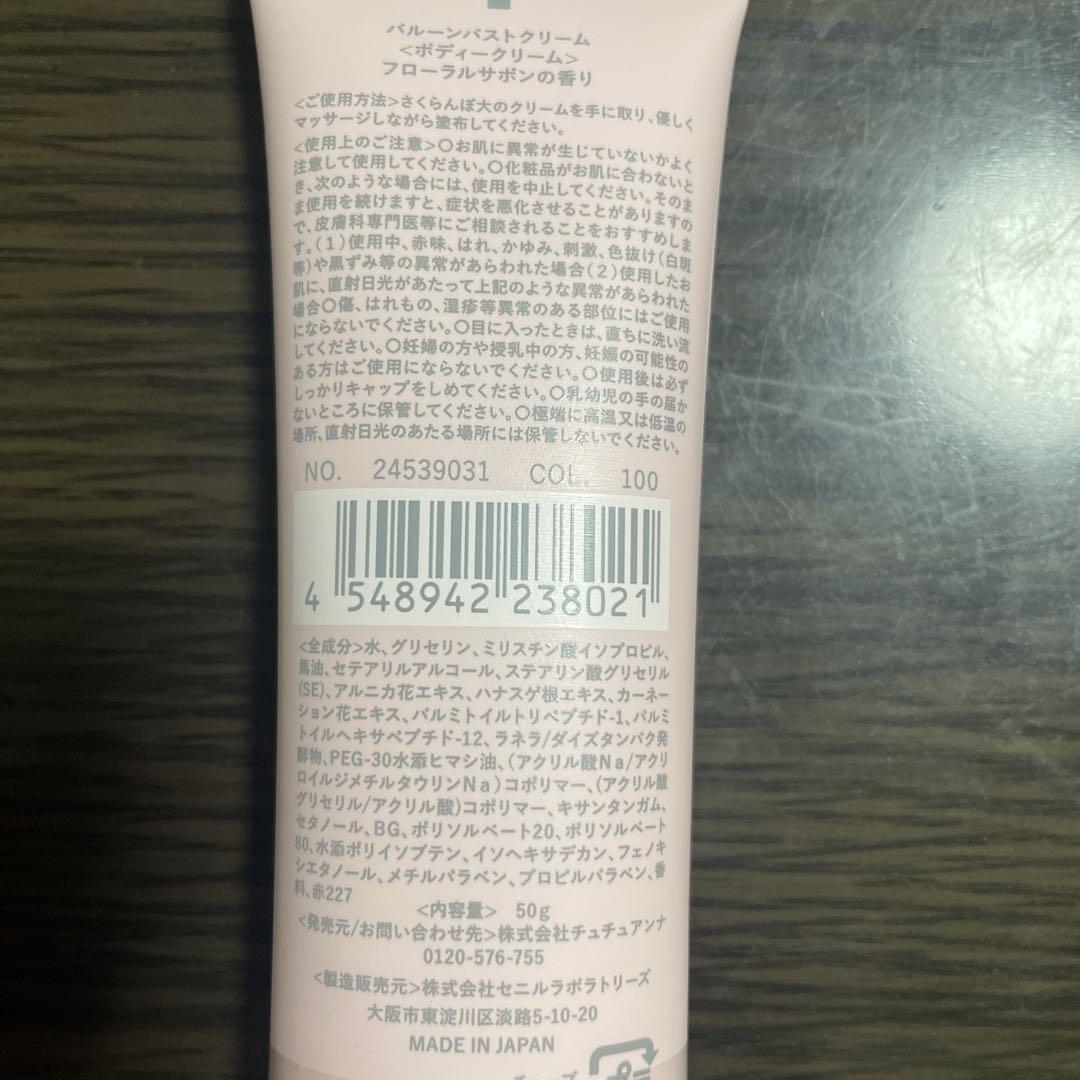 バルーンバストクリーム
<ボディークリーム>
フローラルサボンの香り
<ご使用方法>さくらんぼ大のクリームを手に取り、優しく
マッサージしながら塗布してください。
<使用上のご注意>〇お肌に異常が生じていないかよく
注意して使用してください。〇化粧品がお肌に合わないと
き、次のような場合には、使用を中止してください。そのま
ま使用を続けますと、症状を悪化させることがありますの
で、皮膚科専門医等にご相談されることをおすすめしま
す。(1)使用中、赤味、はれ、かゆみ、刺激、色抜け(白斑
等)や黒ずみ等の異常があらわれた場合(2)使用したお
肌に、直射日光があたって上記のような異常があらわれた
場合〇傷、はれもの、湿疹等異常のある部位にはご使用
にならないでください。〇目に入ったときは、直ちに洗い流
してください。〇妊婦の方や授乳中の方、妊娠の可能性の
ある方はご使用にならないでください。〇使用後は必ず
しっかりキャップをしめてください。〇乳幼児の手の届か
ないところに保管してください。〇極端に高温又は低温の
場所、直射日光のあたる場所には保管しないでください。
NO. 24539031 COL. 100
4 548942 238021
<全成分>水、グリセリン、ミリスチン酸イソプロピル、
馬油、セテアリルアルコール、ステアリン酸グリセリル
(SE)、アルニカ花エキス、ハナスゲ根エキス、カーネー
ション花エキス、パルミトイルトリペプチド-1、パルミ
トイルヘキサペプチド-12、ラネラ/ダイズタンパク発
酵物、PEG-30水添ヒマシ油、(アクリル酸Na/アクリ
ロイルジメチルタウリンNa)コポリマー、(アクリル酸
グリセリル/アクリル酸)コポリマー、キサンタンガム、
セタノール、BG、ポリソルベート20、ポリソルベート
80、水添ポリイソブテン、イソヘキサデカン、フェノキ
シエタノール、メチルパラベン、プロピルパラベン、香
料、赤227
<内容量> 50g
<発売元/お問い合わせ先>株式会社チュチュアンナ
0120-576-755
<製造販売元>株式会社セニルラボラトリーズ
大阪市東淀川区淡路5-10-20
MADE IN JAPAN